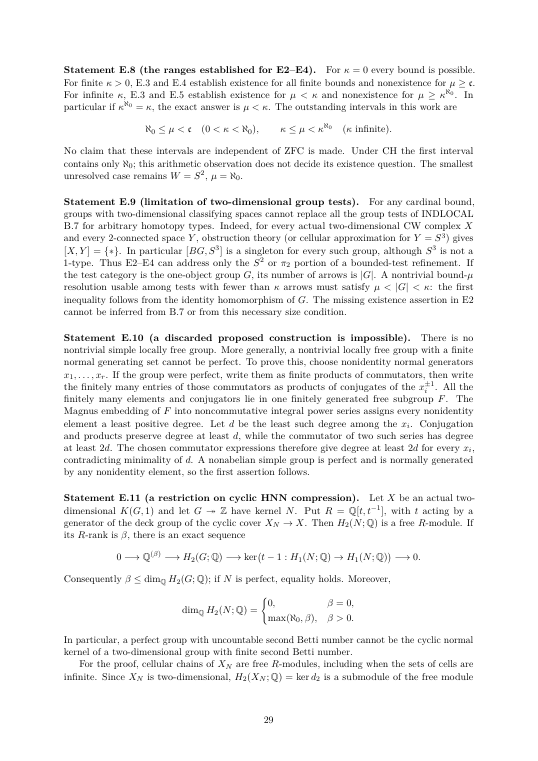 Statement E.8 (the ranges established for E2–E4). For κ = 0 every bound is possible.
For finite κ > 0, E.3 and E.4 establish existence for all finite bounds and nonexistence for μ ≥ 𝔠.
For infinite κ, E.3 and E.5 establish existence for μ < κ and nonexistence for μ ≥ κ^ℵ₀. In
particular if κ^ℵ₀ = κ, the exact answer is μ < κ. The outstanding intervals in this work are
ℵ₀ ≤ μ < 𝔠 (0 < κ < ℵ₀), κ ≤ μ < κ^ℵ₀ (κ infinite).
No claim that these intervals are independent of ZFC is made. Under CH the first interval
contains only ℵ₀; this arithmetic observation does not decide its existence question. The smallest
unresolved case remains W = S², μ = ℵ₀.
Statement E.9 (limitation of two-dimensional group tests). For any cardinal bound,
groups with two-dimensional classifying spaces cannot replace all the group tests of INDLOCAL
B.7 for arbitrary homotopy types. Indeed, for every actual two-dimensional CW complex X
and every 2-connected space Y, obstruction theory (or cellular approximation for Y = S³) gives
[X, Y] = {∗}. In particular [BG, S³] is a singleton for every such group, although S³ is not a
1-type. Thus E2–E4 can address only the S² or π₂ portion of a bounded-test refinement. If
the test category is the one-object group G, its number of arrows is |G|. A nontrivial bound-μ
resolution usable among tests with fewer than κ arrows must satisfy μ < |G| < κ: the first
inequality follows from the identity homomorphism of G. The missing existence assertion in E2
cannot be inferred from B.7 or from this necessary size condition.
Statement E.10 (a discarded proposed construction is impossible). There is no
nontrivial simple locally free group. More generally, a nontrivial locally free group with a finite
normal generating set cannot be perfect. To prove this, choose nonidentity normal generators
x₁, . . . , xᵣ. If the group were perfect, write them as finite products of commutators, then write
the finitely many entries of those commutators as products of conjugates of the xᵢ^±1. All the
finitely many elements and conjugates lie in one finitely generated free subgroup F. The
Magnus embedding of F into noncommutative integral power series assigns every nonidentity
element a least positive degree. Let d be the least such degree among the xᵢ. Conjugation
and products preserve degree at least d, while the commutator of two such series has degree
at least 2d. The chosen commutator expressions therefore give degree at least 2d for every xᵢ,
contradicting minimality of d. A nonabelian simple group is perfect and is normally generated
by any nonidentity element, so the first assertion follows.
Statement E.11 (a restriction on cyclic HNN compression). Let X be an actual two-
dimensional K(G, 1) and let G ↠ ℤ have kernel N. Put R = ℚ[t, t⁻¹], with t acting by a
generator of the deck group of the cyclic cover X_N → X. Then H₂(N; ℚ) is a free R-module. If
its R-rank is β, there is an exact sequence
0 ⟶ ℚ^(β) ⟶ H₂(G; ℚ) ⟶ ker(t − 1 : H₁(N; ℚ) → H₁(N; ℚ)) ⟶ 0.
Consequently β ≤ dim_ℚ H₂(G; ℚ); if N is perfect, equality holds. Moreover,
dim_ℚ H₂(N; ℚ) = { 0, β = 0,
max(ℵ₀, β), β > 0.
In particular, a perfect group with uncountable second Betti number cannot be the cyclic normal
kernel of a two-dimensional group with finite second Betti number.
For the proof, cellular chains of X_N are free R-modules, including when the sets of cells are
infinite. Since X_N is two-dimensional, H₂(X_N; ℚ) = ker d₂ is a submodule of the free module
29